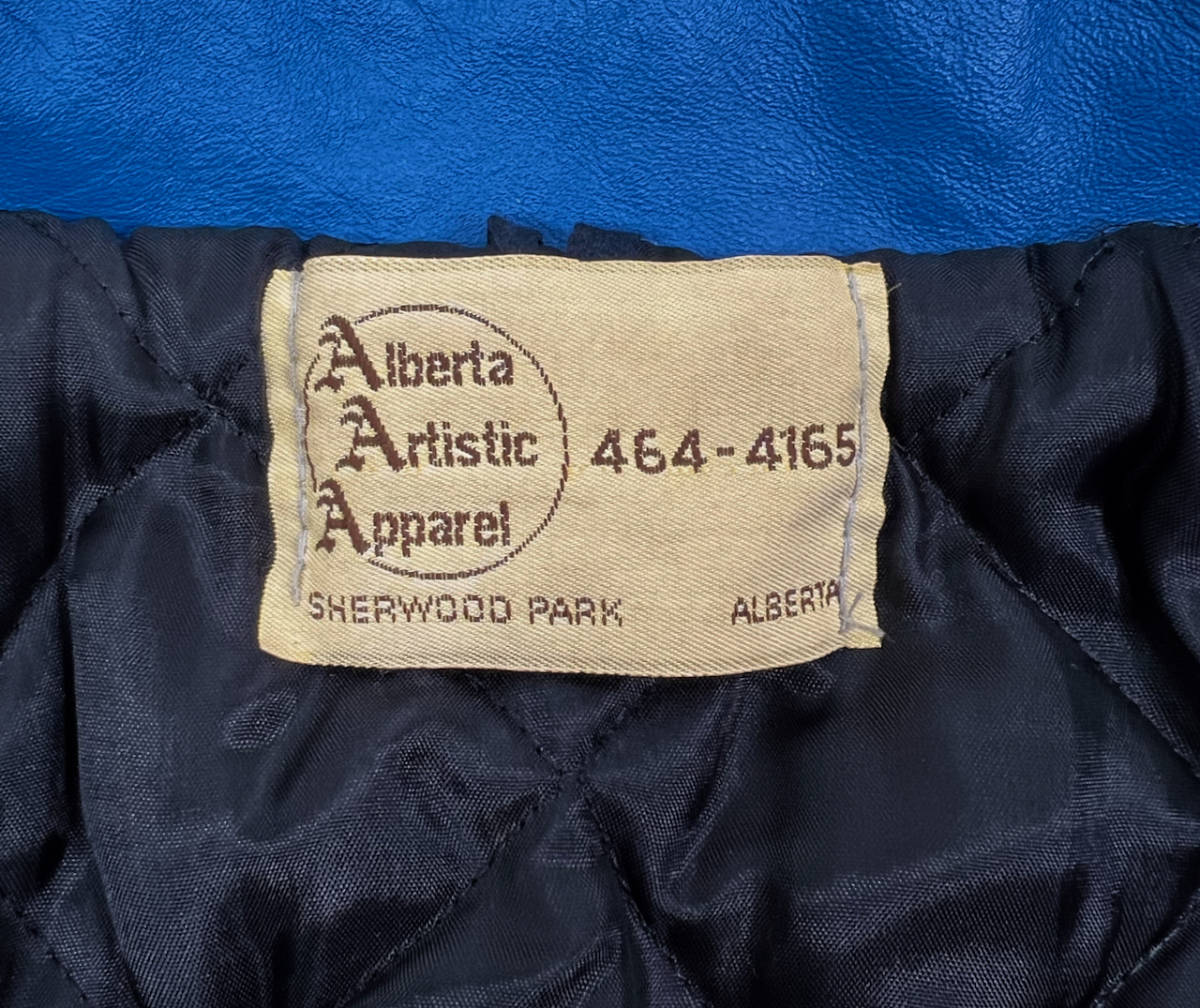 Alberta
Artistic
Apparel
464-4165
SHERWOOD PARK ALBERTA